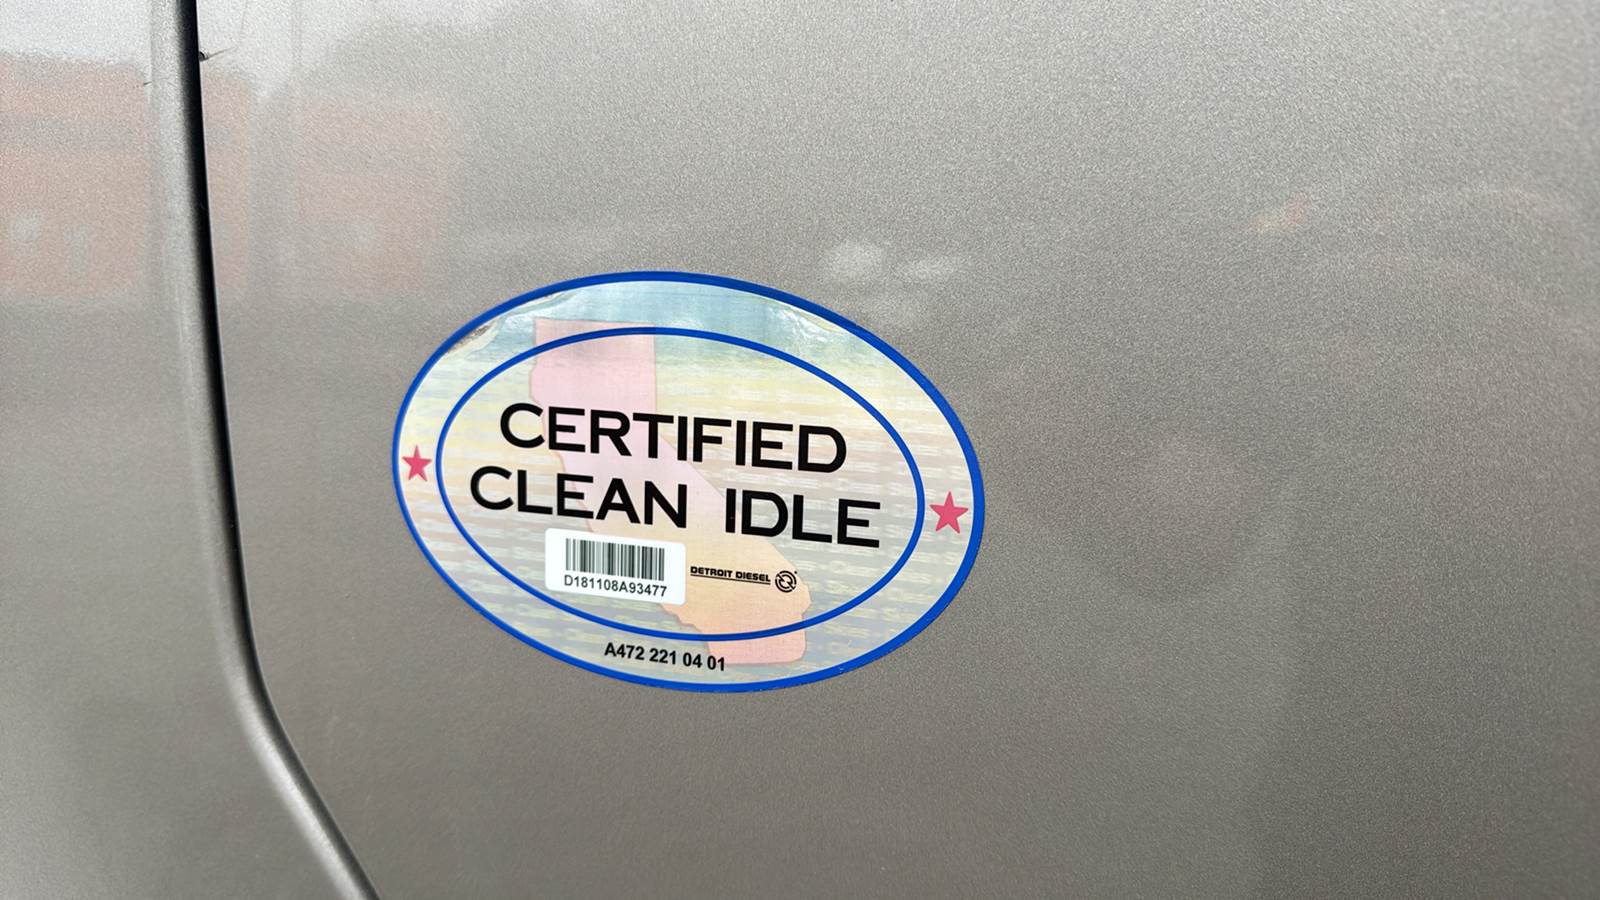 CERTIFIED
CLEAN IDLE
D181108A93477
DETROIT DIESEL
A472 221 04 01